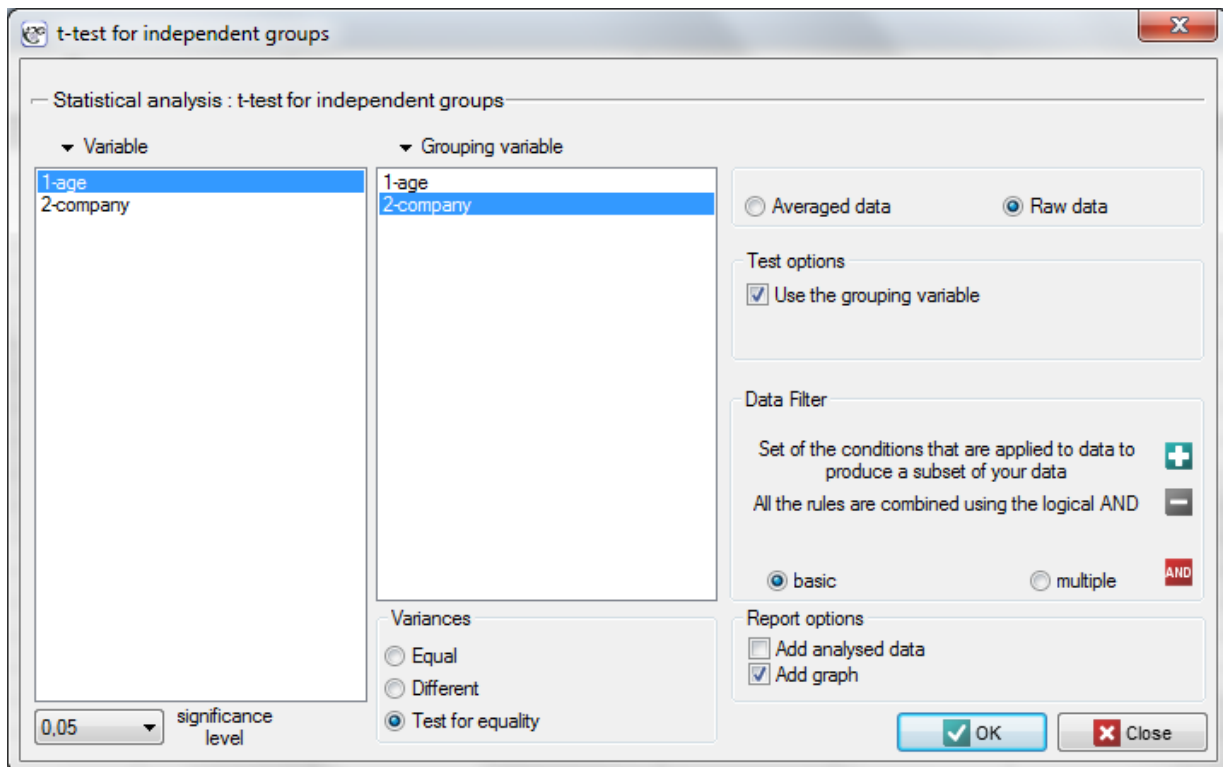 t-test for independent groups
Statistical analysis : t-test for independent groups
Variable
1-age
2-company
Grouping variable
1-age
2-company
Averaged data
Raw data
Test options
Use the grouping variable
Data Filter
Set of the conditions that are applied to data to
produce a subset of your data
All the rules are combined using the logical AND
basic
multiple
AND
Variances
Equal
Different
Test for equality
Report options
Add analysed data
Add graph
0,05
significance
level
OK
Close